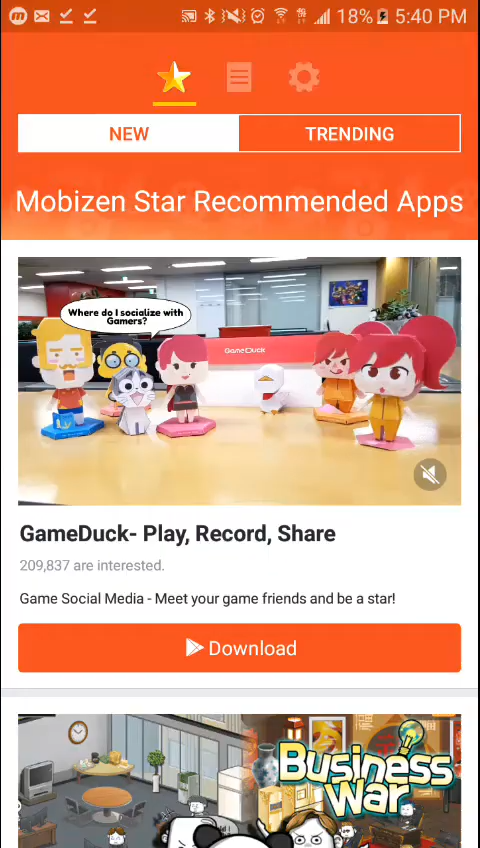 18% 5:40 PM
NEW
TRENDING
Mobizen Star Recommended Apps
Where do I socialize with
Gamers?
GameDuck
GameDuck- Play, Record, Share
209,837 are interested.
Game Social Media - Meet your game friends and be a star!
Download
Business
War